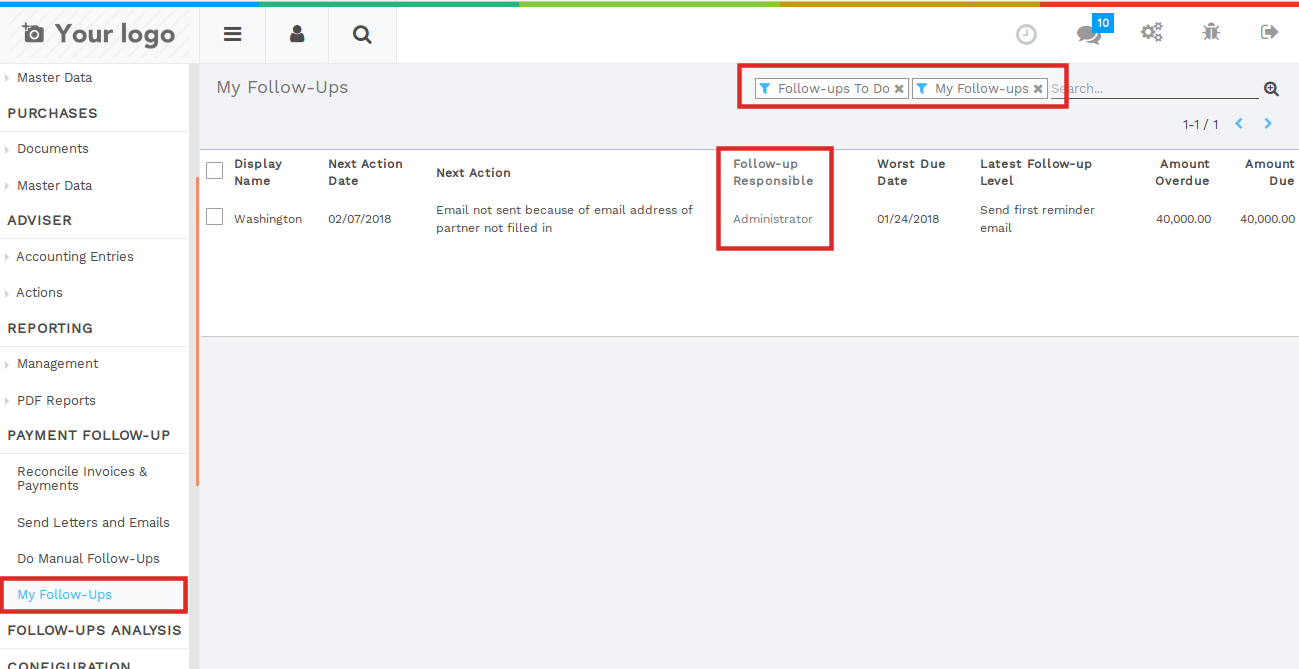 Your logo
10
Master Data
PURCHASES
Documents
Master Data
ADVISER
Accounting Entries
Actions
REPORTING
Management
PDF Reports
PAYMENT FOLLOW-UP
Reconcile Invoices &
Payments
Send Letters and Emails
Do Manual Follow-Ups
My Follow-Ups
FOLLOW-UPS ANALYSIS
CONFIGURATION
My Follow-Ups
Follow-ups To Do
My Follow-ups
Search...
1-1 / 1
Display
Name
Next Action
Date
Next Action
Follow-up
Responsible
Worst Due
Date
Latest Follow-up
Level
Amount
Overdue
Amount
Due
Washington
02/07/2018
Email not sent because of email address of
partner not filled in
Administrator
01/24/2018
Send first reminder
email
40,000.00
40,000.00